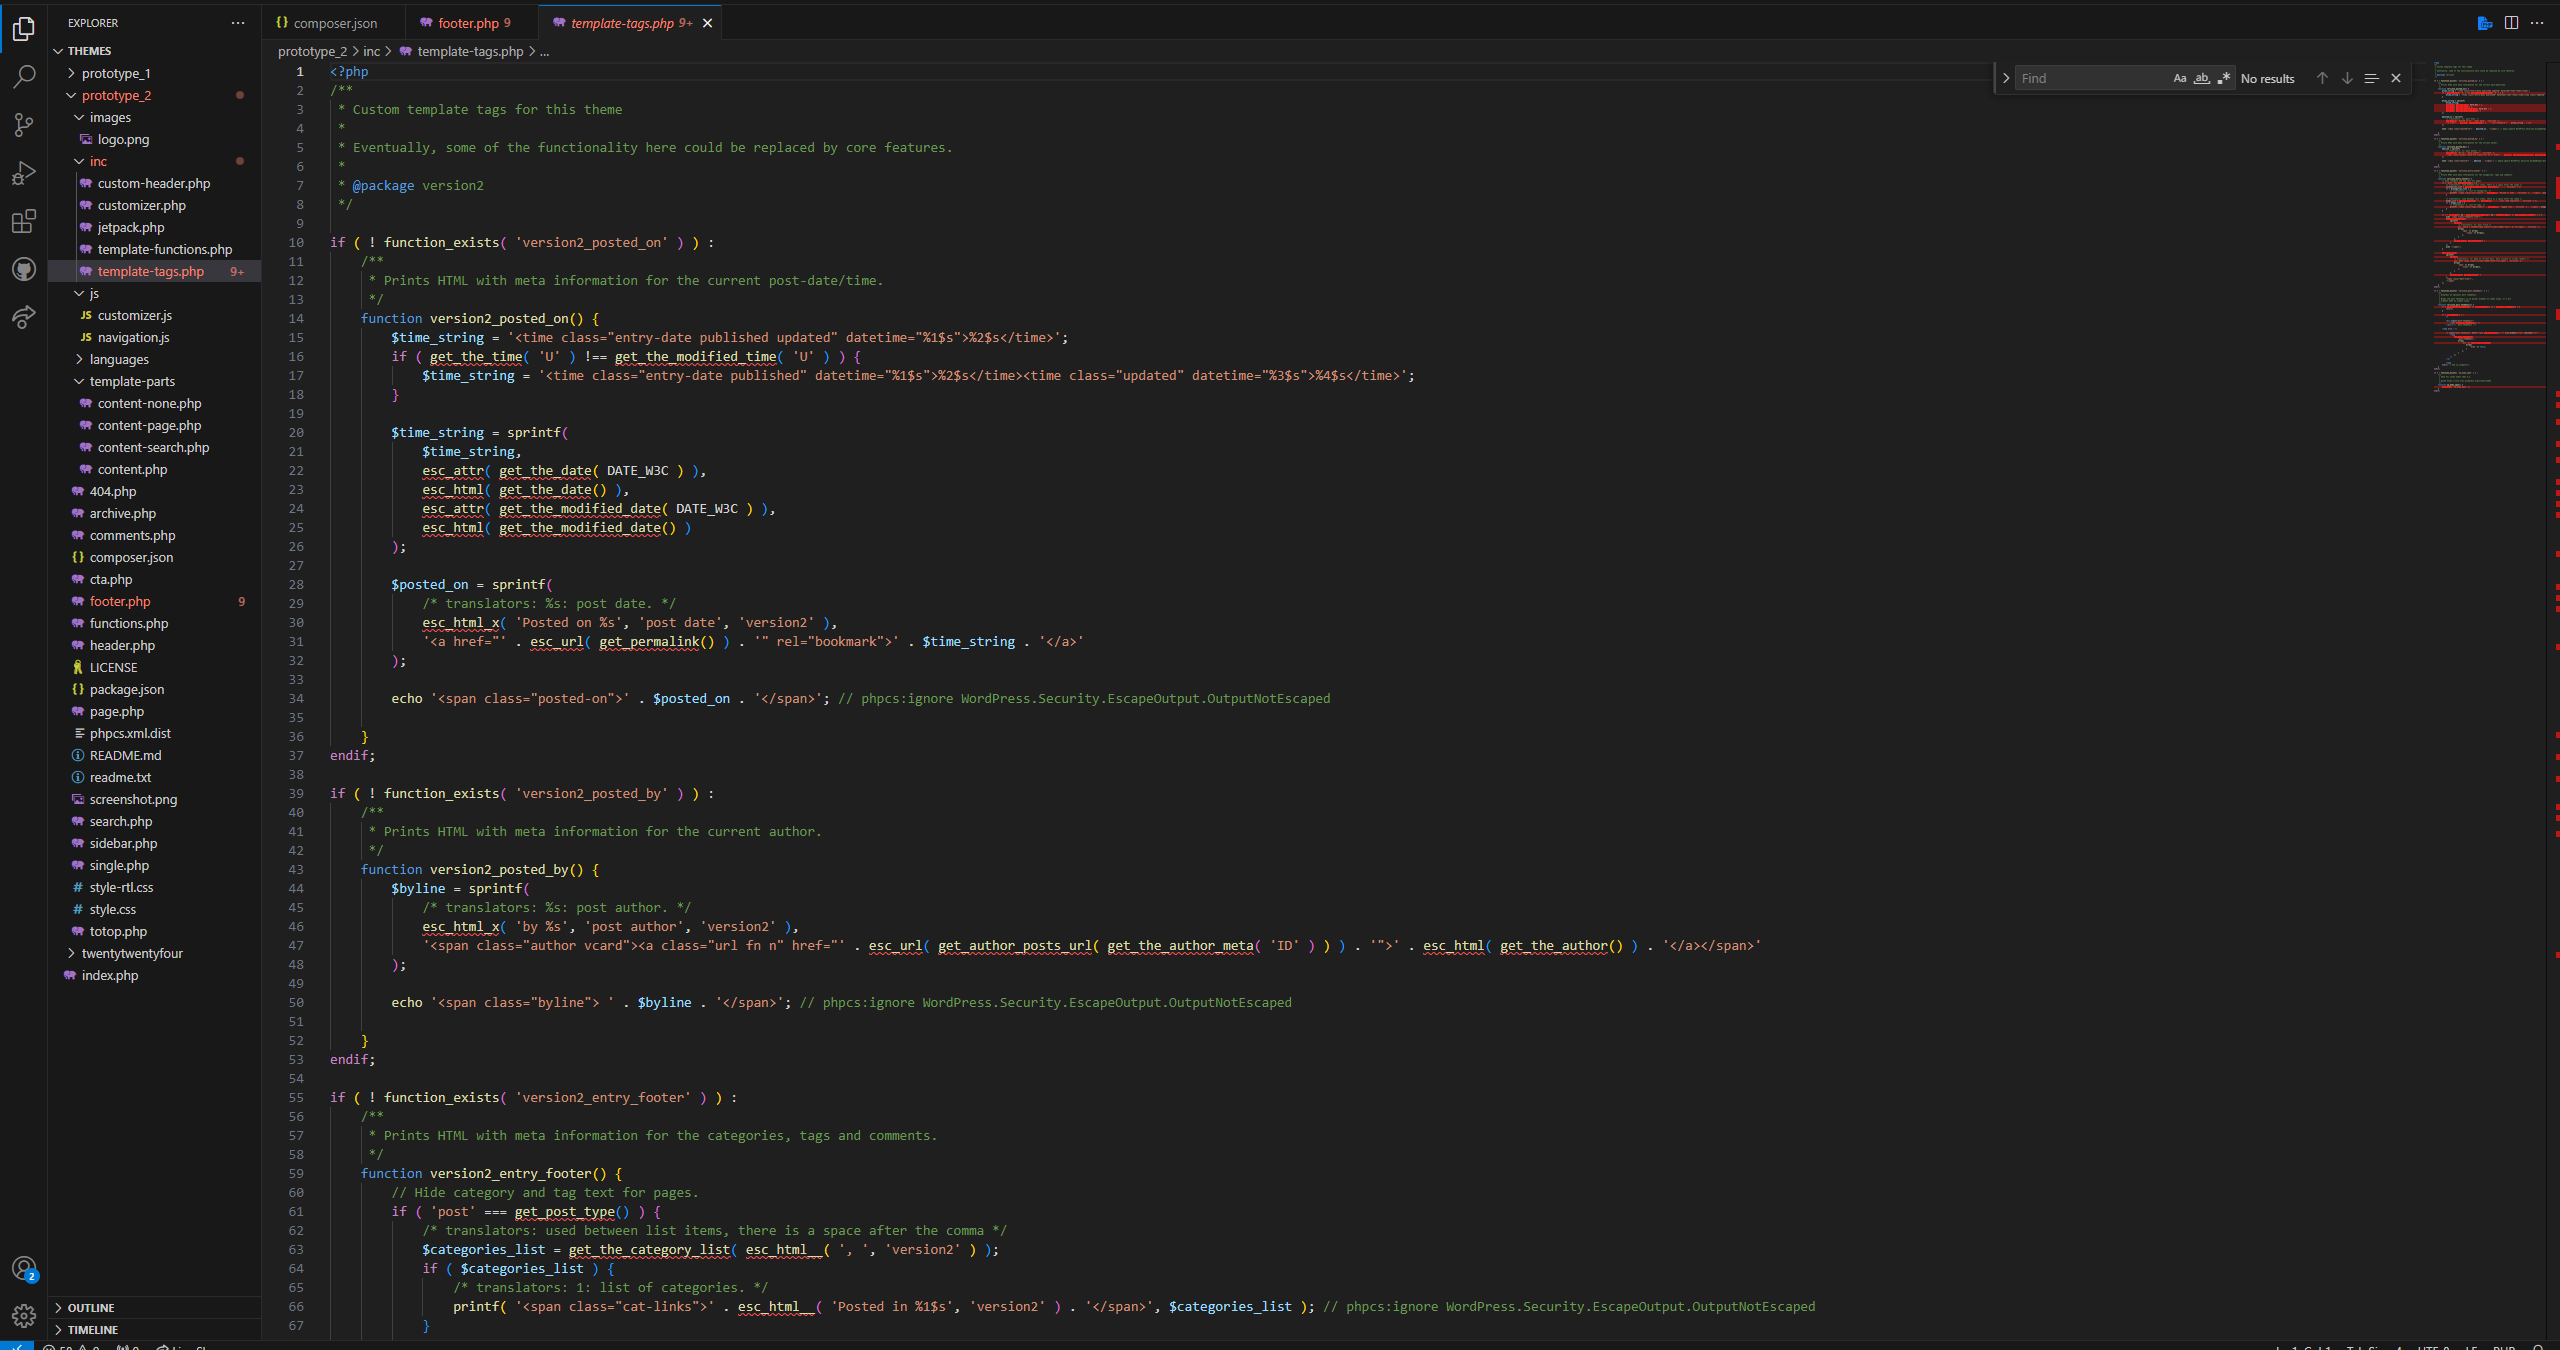 EXPLORER
THEMES
prototype_1
prototype_2
images
logo.png
inc
custom-header.php
customizer.php
jetpack.php
template-functions.php
template-tags.php 9+
js
JS customizer.js
JS navigation.js
languages
template-parts
content-none.php
content-page.php
content-search.php
content.php
404.php
archive.php
comments.php
{} composer.json
cta.php
footer.php 9
functions.php
header.php
LICENSE
{} package.json
page.php
phpcs.xml.dist
README.md
readme.txt
screenshot.png
search.php
sidebar.php
single.php
# style-rtl.css
# style.css
totop.php
twentytwentyfour
index.php
2
OUTLINE
TIMELINE
{} composer.json footer.php 9 template-tags.php 9+
prototype_2 > inc > template-tags.php > ...
Find Aa ab .* No results
1 <?php
2 /**
3  * Custom template tags for this theme
4  *
5  * Eventually, some of the functionality here could be replaced by core features.
6  *
7  * @package version2
8  */
9
10 if ( ! function_exists( 'version2_posted_on' ) ) :
11 /**
12  * Prints HTML with meta information for the current post-date/time.
13  */
14 function version2_posted_on() {
15 $time_string = '<time class="entry-date published updated" datetime="%1$s">%2$s</time>';
16 if ( get_the_time( 'U' ) !== get_the_modified_time( 'U' ) ) {
17 $time_string = '<time class="entry-date published" datetime="%1$s">%2$s</time><time class="updated" datetime="%3$s">%4$s</time>';
18 }
19
20 $time_string = sprintf(
21 $time_string,
22 esc_attr( get_the_date( DATE_W3C ) ),
23 esc_html( get_the_date() ),
24 esc_attr( get_the_modified_date( DATE_W3C ) ),
25 esc_html( get_the_modified_date() )
26 );
27
28 $posted_on = sprintf(
29 /* translators: %s: post date. */
30 esc_html_x( 'Posted on %s', 'post date', 'version2' ),
31 '<a href="' . esc_url( get_permalink() ) . '" rel="bookmark">' . $time_string . '</a>'
32 );
33
34 echo '<span class="posted-on">' . $posted_on . '</span>'; // phpcs:ignore WordPress.Security.EscapeOutput.OutputNotEscaped
35
36 }
37 endif;
38
39 if ( ! function_exists( 'version2_posted_by' ) ) :
40 /**
41  * Prints HTML with meta information for the current author.
42  */
43 function version2_posted_by() {
44 $byline = sprintf(
45 /* translators: %s: post author. */
46 esc_html_x( 'by %s', 'post author', 'version2' ),
47 '<span class="author vcard"><a class="url fn n" href="' . esc_url( get_author_posts_url( get_the_author_meta( 'ID' ) ) ) . '">' . esc_html( get_the_author() ) . '</a></span>'
48 );
49
50 echo '<span class="byline"> ' . $byline . '</span>'; // phpcs:ignore WordPress.Security.EscapeOutput.OutputNotEscaped
51
52 }
53 endif;
54
55 if ( ! function_exists( 'version2_entry_footer' ) ) :
56 /**
57  * Prints HTML with meta information for the categories, tags and comments.
58  */
59 function version2_entry_footer() {
60 // Hide category and tag text for pages.
61 if ( 'post' === get_post_type() ) {
62 /* translators: used between list items, there is a space after the comma */
63 $categories_list = get_the_category_list( esc_html__( ', ', 'version2' ) );
64 if ( $categories_list ) {
65 /* translators: 1: list of categories. */
66 printf( '<span class="cat-links">' . esc_html__( 'Posted in %1$s', 'version2' ) . '</span>', $categories_list ); // phpcs:ignore WordPress.Security.EscapeOutput.OutputNotEscaped
67 }